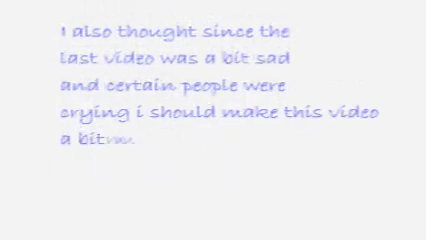 I also thought since the
last video was a bit sad
and certain people were
crying i should make this video
a bit